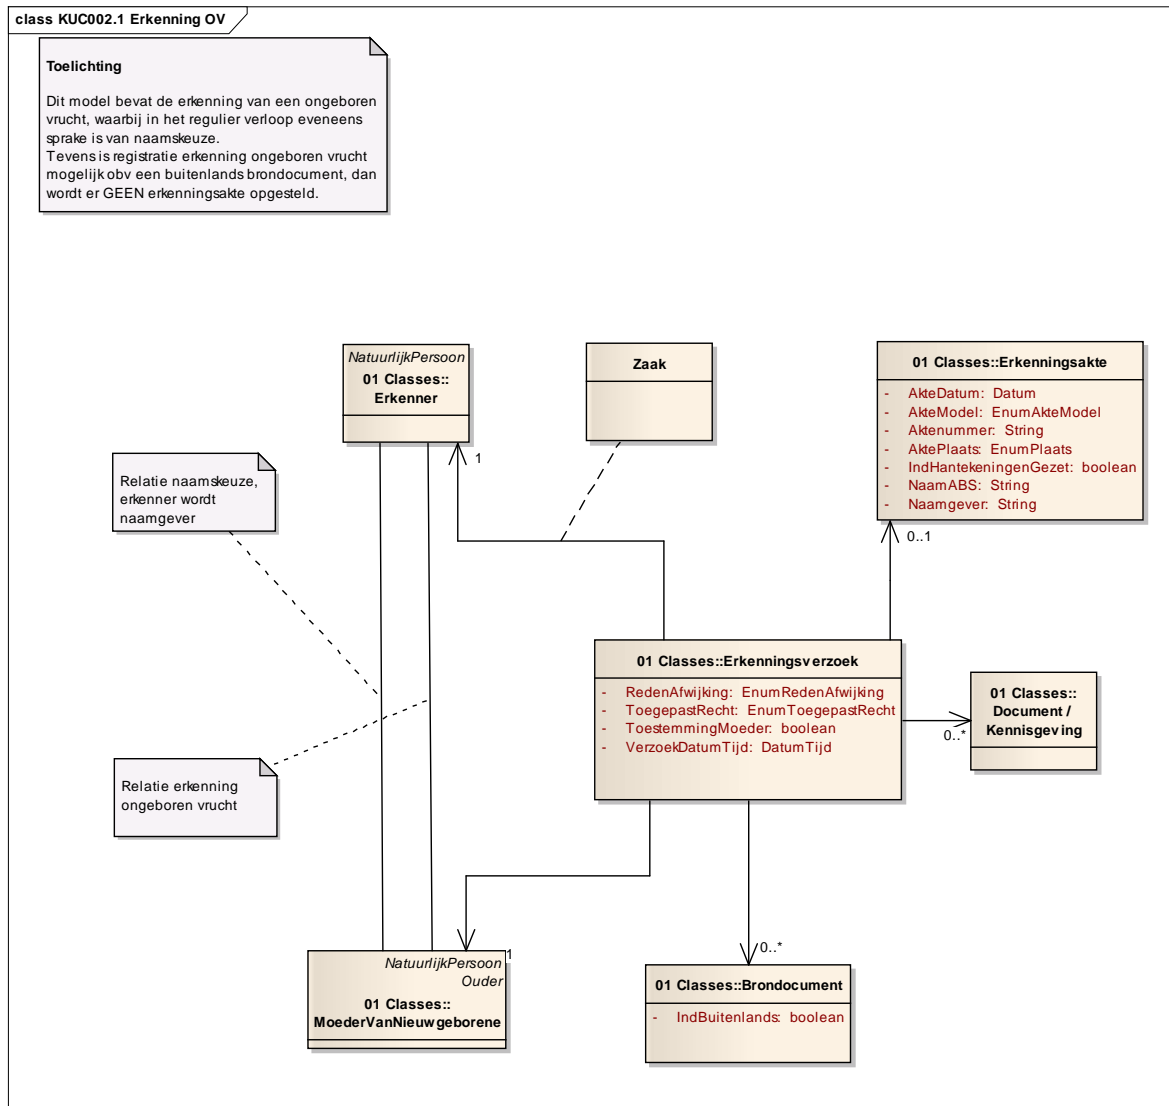 class KUC002.1 Erkenning OV
Toelichting
Dit model bevat de erkenning van een ongeboren
vrucht, waarbij in het regulier verloop eveneens
sprake is van naamskeuze.
Tevens is registratie erkenning ongeboren vrucht
mogelijk obv een buitenlands brondocument, dan
wordt er GEEN erkenningsakte opgesteld.
NatuurlijkPersoon
01 Classes::
Erkenner
1
Zaak
01 Classes::Erkenningsakte
- AkteDatum: Datum
- AkteModel: EnumAkteModel
- Aktenummer: String
- AktePlaats: EnumPlaats
- IndHantekeningenGezet: boolean
- NaamABS: String
- Naamgever: String
0..1
Relatie naamskeuze,
erkenner wordt
naamgever
01 Classes::Erkenningsverzoek
- RedenAfwijking: EnumRedenAfwijking
- ToegepastRecht: EnumToegepastRecht
- ToestemmingMoeder: boolean
- VerzoekDatumTijd: DatumTijd
01 Classes::
Document /
Kennisgeving
0..*
Relatie erkenning
ongeboren vrucht
1
NatuurlijkPersoon
Ouder
01 Classes::
MoederVanNieuwgeborene
0..*
01 Classes::Brondocument
- IndBuitenlands: boolean